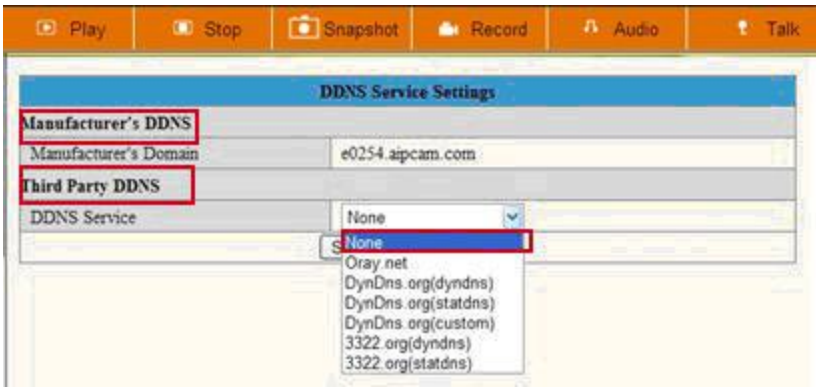 Play Stop Snapshot Record Audio Talk
DDNS Service Settings
Manufacturer's DDNS
Manufacturer's Domain e0254.aipcam.com
Third Party DDNS
DDNS Service None
None
Oray.net
DynDns.org(dyndns)
DynDns.org(statdns)
DynDns.org(custom)
3322.org(dyndns)
3322.org(statdns)